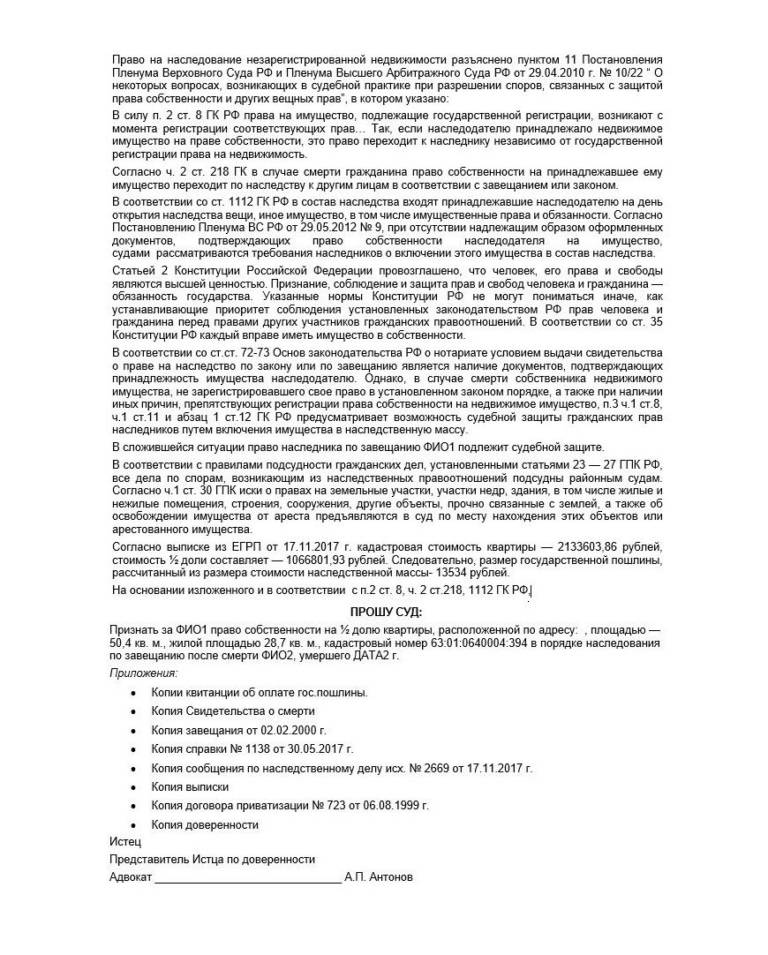 Право на наследование незарегистрированной недвижимости разъяснено пунктом 11 Постановления
Пленума Верховного Суда РФ и Пленума Высшего Арбитражного Суда РФ от 29.04.2010 г. № 10/22 “ О
некоторых вопросах, возникающих в судебной практике при разрешении споров, связанных с защитой
права собственности и других вещных прав”, в котором указано:
В силу п. 2 ст. 8 ГК РФ права на имущество, подлежащие государственной регистрации, возникают с
момента регистрации соответствующих прав… Так, если наследодателю принадлежало недвижимое
имущество на праве собственности, это право переходит к наследнику независимо от государственной
регистрации права на недвижимость.
Согласно ч. 2 ст. 218 ГК в случае смерти гражданина право собственности на принадлежавшее ему
имущество переходит по наследству к другим лицам в соответствии с завещанием или законом.
В соответствии со ст. 1112 ГК РФ в состав наследства входят принадлежавшие наследодателю на день
открытия наследства вещи, иное имущество, в том числе имущественные права и обязанности. Согласно
Постановлению Пленума ВС РФ от 29.05.2012 № 9, при отсутствии надлежащим образом оформленных
документов, подтверждающих право собственности наследодателя на имущество,
судами рассматриваются требования наследников о включении этого имущества в состав наследства.
Статьей 2 Конституции Российской Федерации провозглашено, что человек, его права и свободы
являются высшей ценностью. Признание, соблюдение и защита прав и свобод человека и гражданина —
обязанность государства. Указанные нормы Конституции РФ не могут пониматься иначе, как
устанавливающие приоритет соблюдения установленных законодательством РФ прав человека и
гражданина перед правами других участников гражданских правоотношений. В соответствии со ст. 35
Конституции РФ каждый вправе иметь имущество в собственности.
В соответствии со ст.ст. 72-73 Основ законодательства РФ о нотариате условием выдачи свидетельства
о праве на наследство по закону или по завещанию является наличие документов, подтверждающих
принадлежность имущества наследодателю. Однако, в случае смерти собственника недвижимого
имущества, не зарегистрировавшего свое право в установленном законом порядке, а также при наличии
иных причин, препятствующих регистрации права собственности на недвижимое имущество, п.3 ч.1 ст.8,
ч.1 ст.11 и абзац 1 ст.12 ГК РФ предусматривает возможность судебной защиты гражданских прав
наследников путем включения имущества в наследственную массу.
В сложившейся ситуации право наследника по завещанию ФИО1 подлежит судебной защите.
В соответствии с правилами подсудности гражданских дел, установленными статьями 23 — 27 ГПК РФ,
все дела по спорам, возникающим из наследственных правоотношений подсудны районным судам.
Согласно ч.1 ст. 30 ГПК иски о правах на земельные участки, участки недр, здания, в том числе жилые и
нежилые помещения, строения, сооружения, другие объекты, прочно связанные с землей, а также об
освобождении имущества от ареста предъявляются в суд по месту нахождения этих объектов или
арестованного имущества.
Согласно выписке из ЕГРП от 17.11.2017 г. кадастровая стоимость квартиры — 2133603,86 рублей,
стоимость ½ доли составляет — 1066801,93 рублей. Следовательно, размер государственной пошлины,
рассчитанный из размера стоимости наследственной массы- 13534 рублей.
На основании изложенного и в соответствии с п.2 ст. 8, ч. 2 ст.218, 1112 ГК РФ,
ПРОШУ СУД:
Признать за ФИО1 право собственности на ½ долю квартиры, расположенной по адресу: , площадью —
50,4 кв. м., жилой площадью 28,7 кв. м., кадастровый номер 63:01:0640004:394 в порядке наследования
по завещанию после смерти ФИО2, умершего ДАТА2 г.
Приложения:
• Копии квитанции об оплате гос.пошлины.
• Копия Свидетельства о смерти
• Копия завещания от 02.02.2000 г.
• Копия справки № 1138 от 30.05.2017 г.
• Копия сообщения по наследственному делу исх. № 2669 от 17.11.2017 г.
• Копия выписки
• Копия договора приватизации № 723 от 06.08.1999 г.
• Копия доверенности
Истец
Представитель Истца по доверенности
Адвокат ______________________________ А.П. Антонов